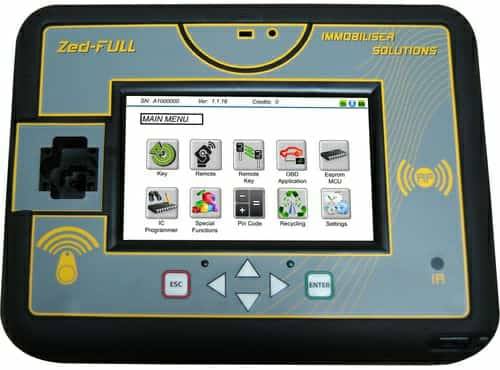 Zed-FULL
IMMOBILISER
SOLUTIONS
SN: A1000000 Ver: 1.1.16 Credits: 0
MAIN MENU
Key Remote Remote Key OBD Application Eeprom MCU
IC Programmer Special Functions Pin Code Recycling Settings
RF
ESC
ENTER
IR